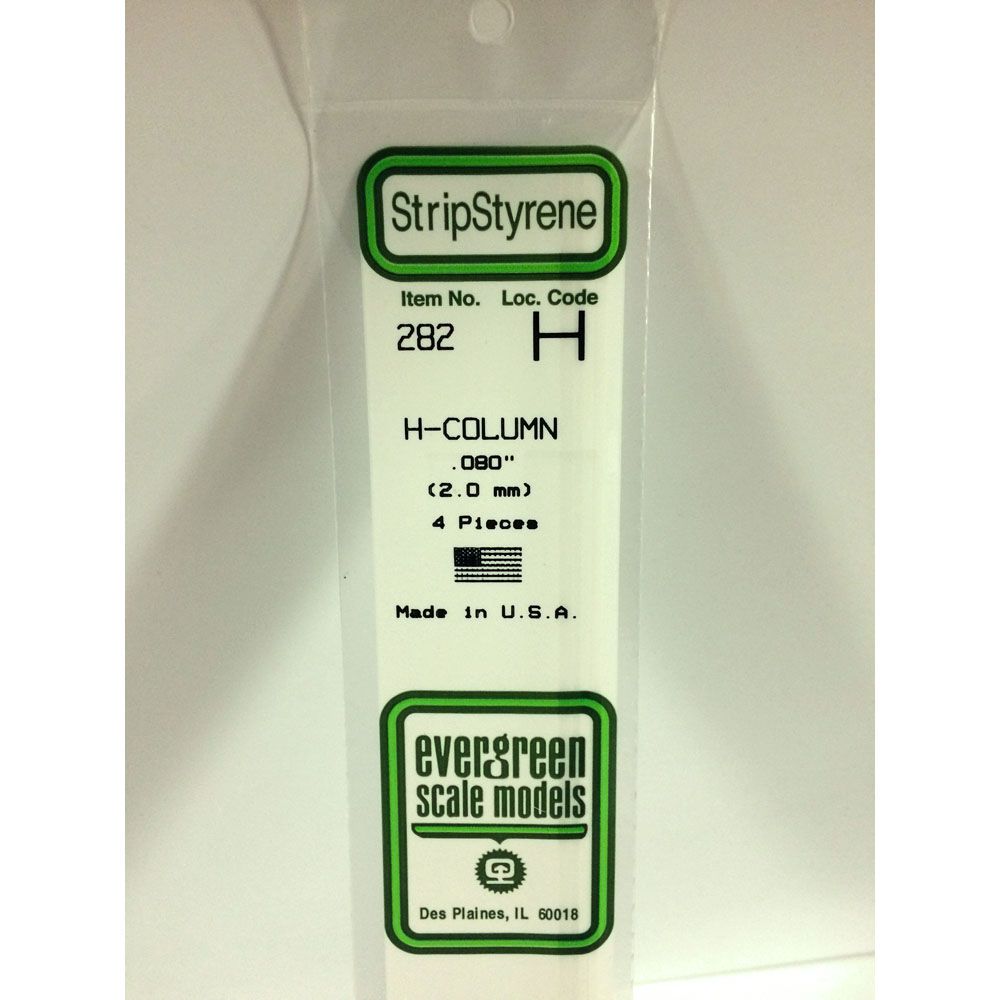 StripStyrene
Item No. Loc. Code
282 H
H-COLUMN
.080"
(2.0 mm)
4 Pieces
Made in U.S.A.
evergreen
scale models
Des Plaines, IL 60018